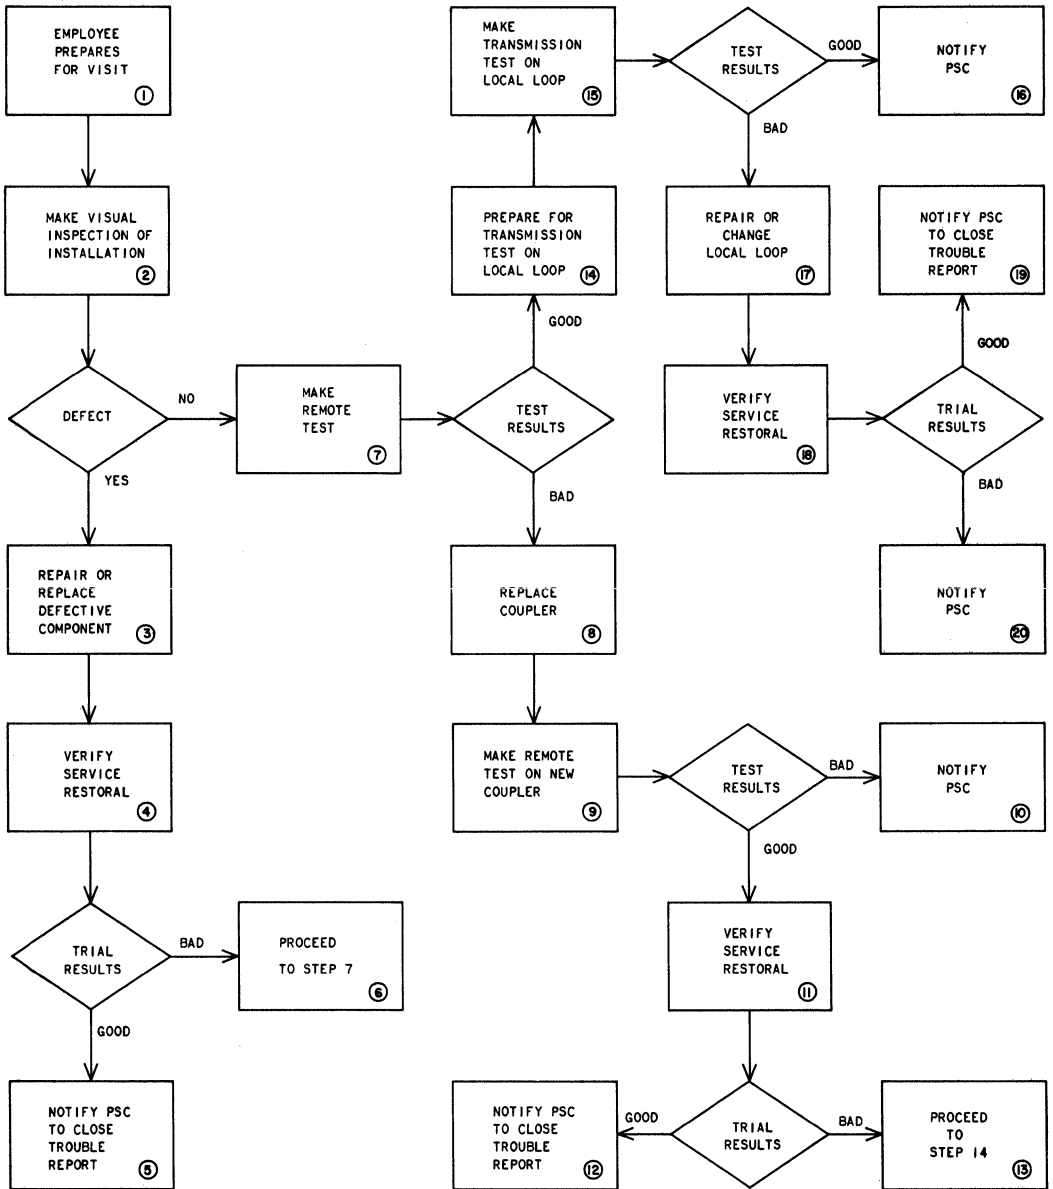 EMPLOYEE
PREPARES
FOR VISIT
1
MAKE VISUAL
INSPECTION OF
INSTALLATION
2
DEFECT
NO
YES
REPAIR OR
REPLACE
DEFECTIVE
COMPONENT
3
VERIFY
SERVICE
RESTORAL
4
TRIAL
RESULTS
BAD
GOOD
NOTIFY PSC
TO CLOSE
TROUBLE
REPORT
5
PROCEED
TO STEP 7
6
MAKE
REMOTE
TEST
7
TEST
RESULTS
GOOD
BAD
REPLACE
COUPLER
8
MAKE REMOTE
TEST ON NEW
COUPLER
9
TEST
RESULTS
BAD
GOOD
NOTIFY
PSC
10
VERIFY
SERVICE
RESTORAL
11
TRIAL
RESULTS
GOOD
BAD
NOTIFY PSC
TO CLOSE
TROUBLE
REPORT
12
PROCEED
TO
STEP 14
13
PREPARE FOR
TRANSMISSION
TEST ON
LOCAL LOOP
14
MAKE
TRANSMISSION
TEST ON
LOCAL LOOP
15
TEST
RESULTS
GOOD
BAD
NOTIFY
PSC
16
REPAIR OR
CHANGE
LOCAL LOOP
17
VERIFY
SERVICE
RESTORAL
18
TRIAL
RESULTS
GOOD
BAD
NOTIFY PSC
TO CLOSE
TROUBLE
REPORT
19
NOTIFY
PSC
20